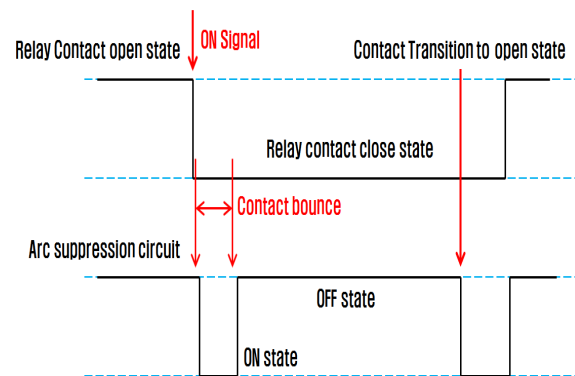 ON Signal
Relay Contact open state
Contact Transition to open state
Relay contact close state
Contact bounce
Arc suppression circuit
OFF state
ON state